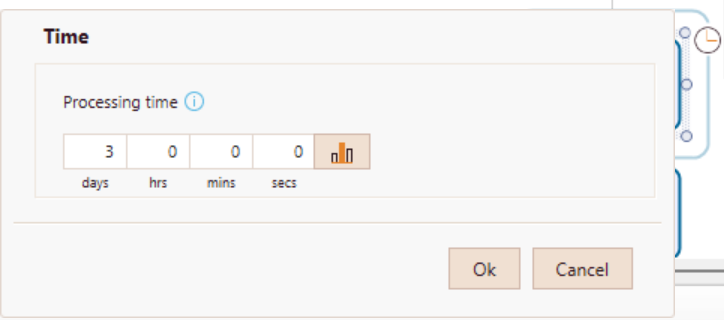 Time
Processing time
3 0 0 0
days hrs mins secs
Ok Cancel